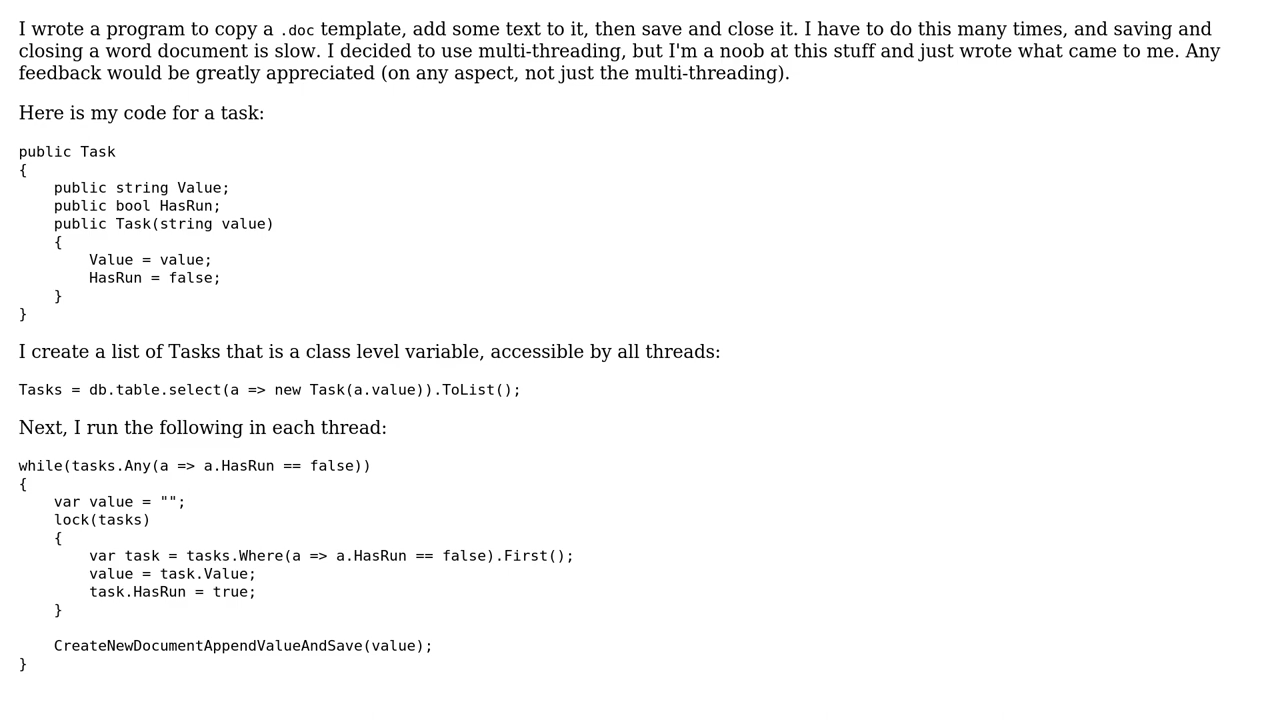 I wrote a program to copy a .doc template, add some text to it, then save and close it. I have to do this many times, and saving and
closing a word document is slow. I decided to use multi-threading, but I'm a noob at this stuff and just wrote what came to me. Any
feedback would be greatly appreciated (on any aspect, not just the multi-threading).
Here is my code for a task:
public Task
{
    public string Value;
    public bool HasRun;
    public Task(string value)
    {
        Value = value;
        HasRun = false;
    }
}
I create a list of Tasks that is a class level variable, accessible by all threads:
Tasks = db.table.select(a => new Task(a.value)).ToList();
Next, I run the following in each thread:
while(tasks.Any(a => a.HasRun == false))
{
    var value = "";
    lock(tasks)
    {
        var task = tasks.Where(a => a.HasRun == false).First();
        value = task.Value;
        task.HasRun = true;
    }
    CreateNewDocumentAppendValueAndSave(value);
}